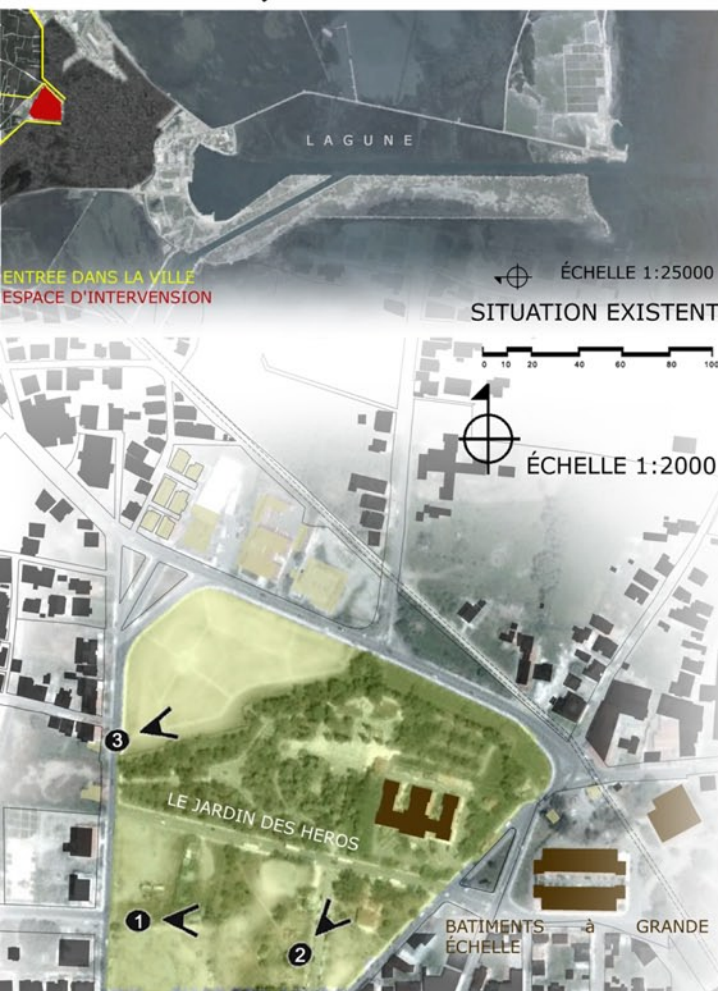 LAGUNE
ENTREE DANS LA VILLE
ESPACE D'INTERVENSION
ÉCHELLE 1:25000
SITUATION EXISTENT
0 10 20 40 60 80 100
ÉCHELLE 1:2000
3
LE JARDIN DES HEROS
1
2
BATIMENTS à GRANDE
ÉCHELLE